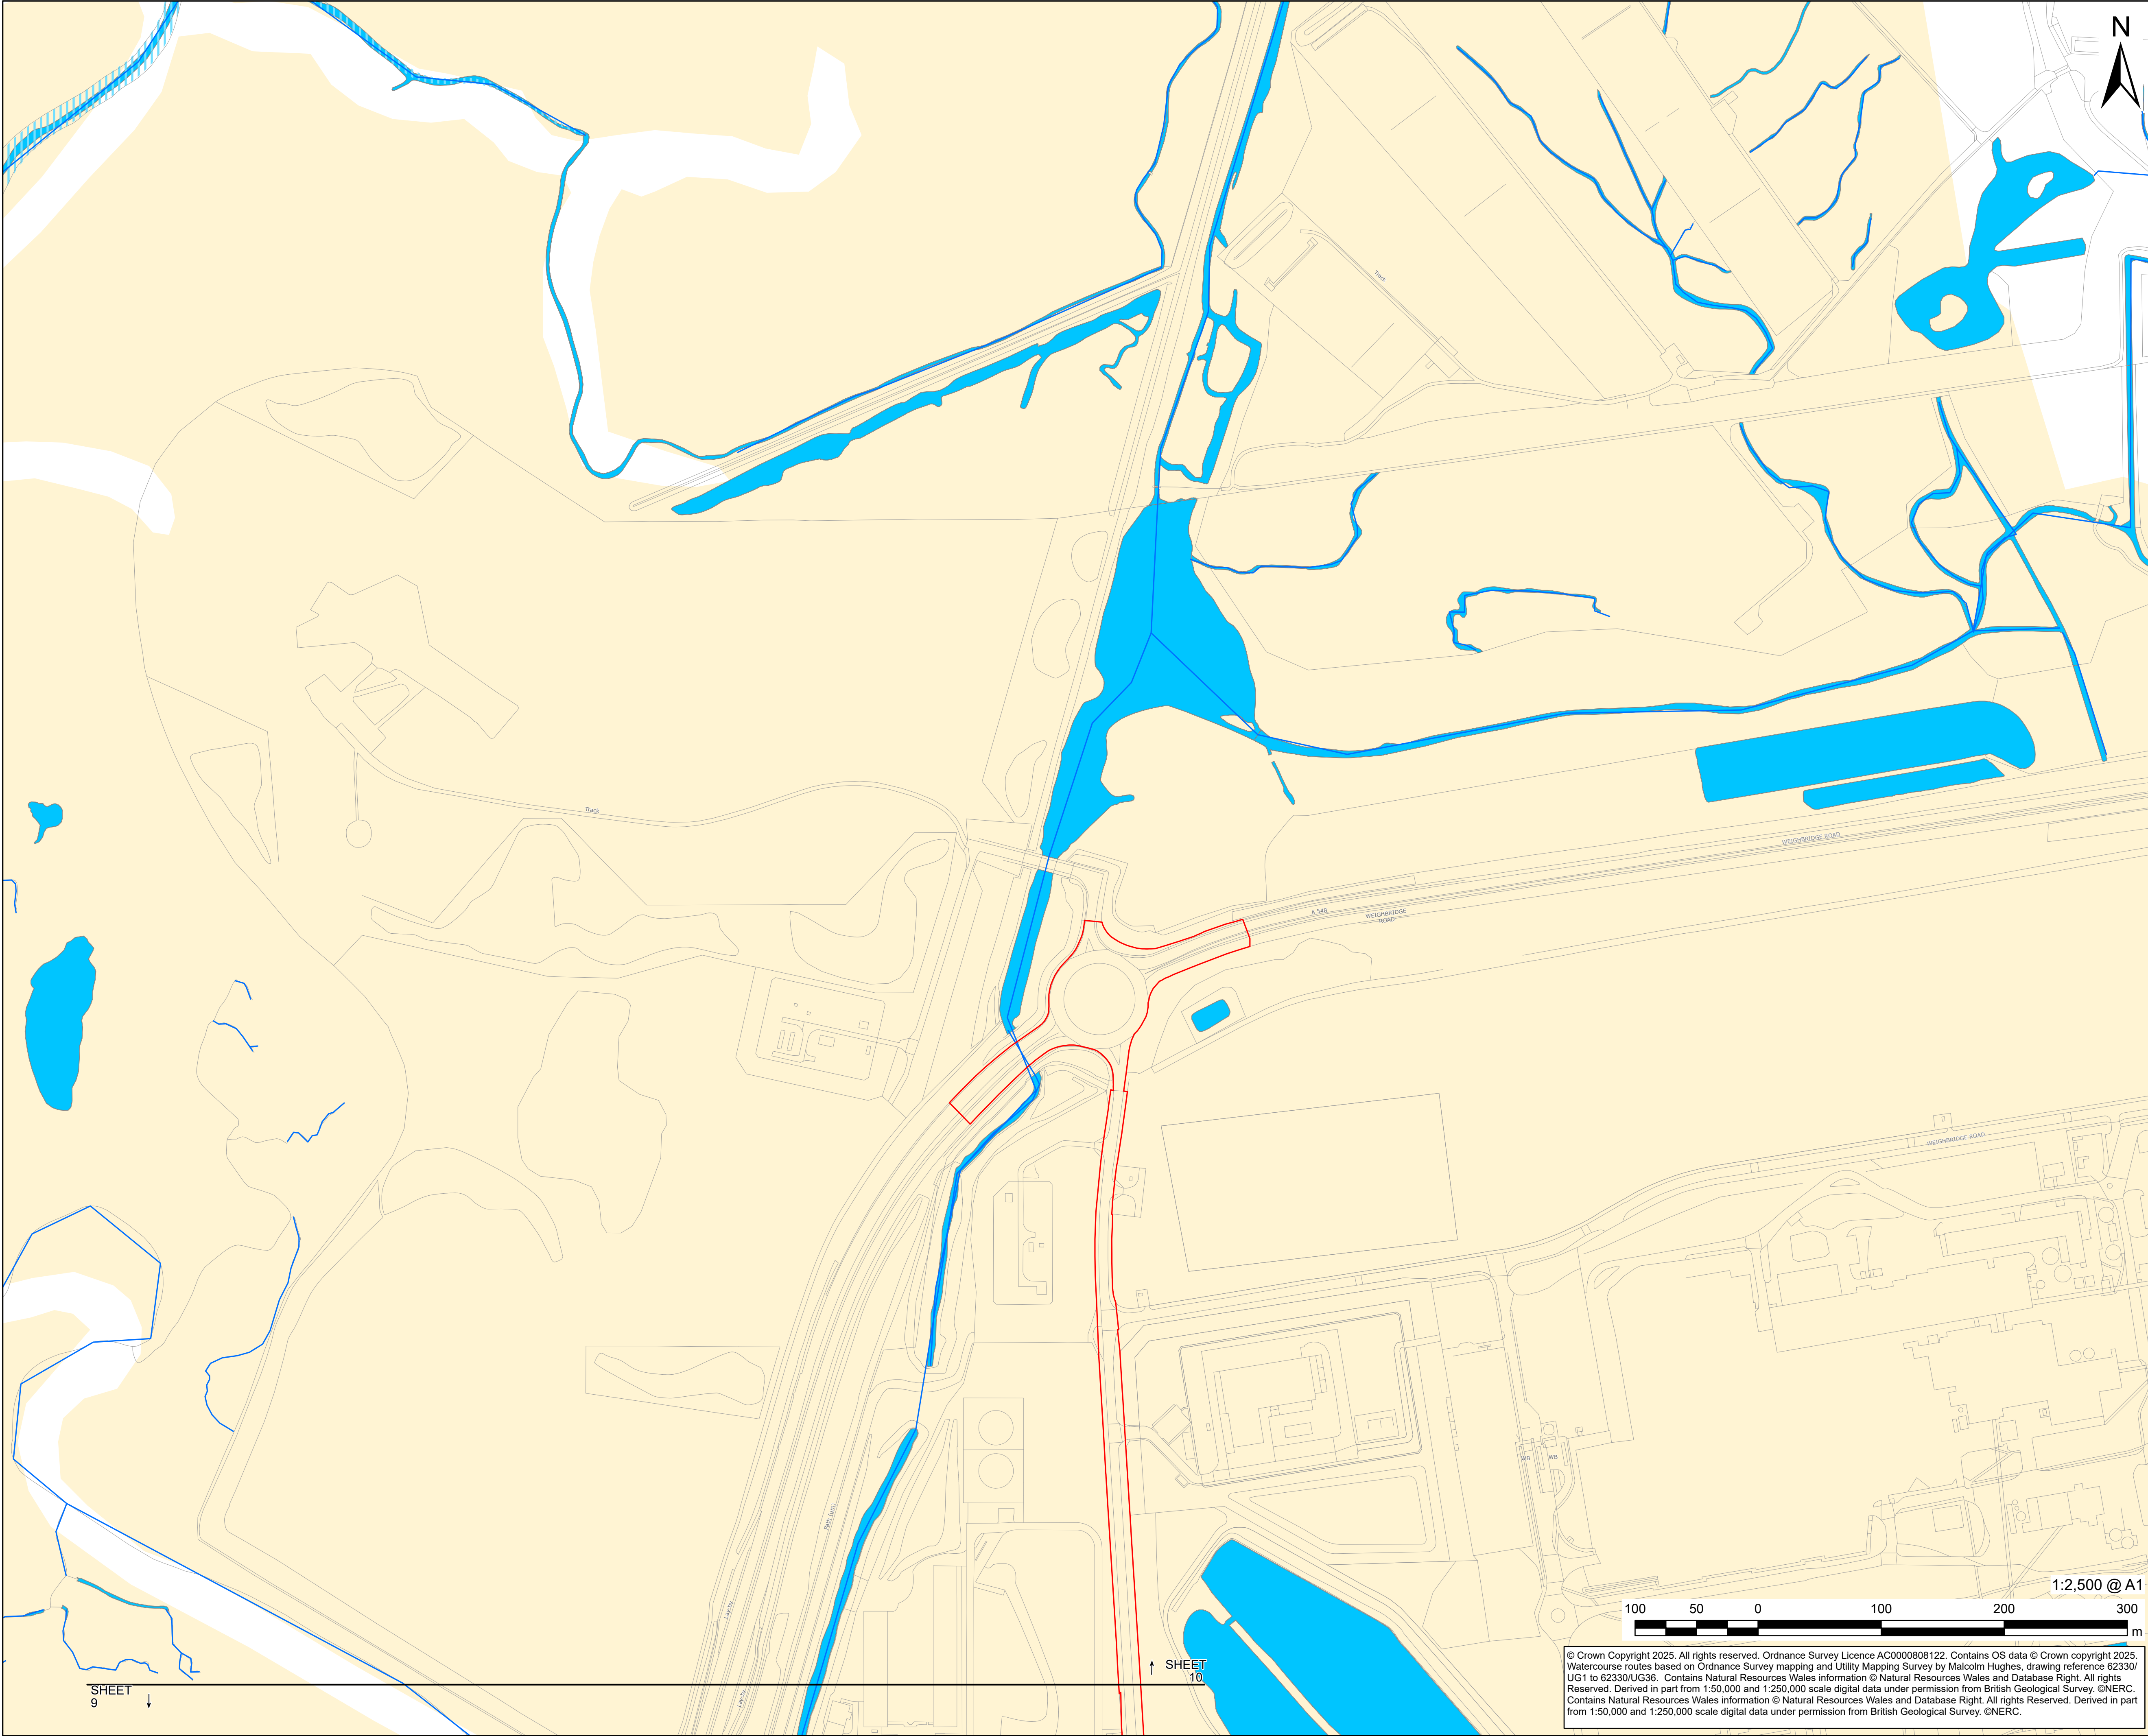 N
Track
Track
WEIGHBRIDGE ROAD
A 548
WEIGHBRIDGE
ROAD
WEIGHBRIDGE ROAD
WB
WB
Path (um)
Lay-by
Lay-by
SHEET
10
SHEET
9
1:2,500 @ A1
100 50 0 100 200 300
m
© Crown Copyright 2025. All rights reserved. Ordnance Survey Licence AC0000808122. Contains OS data © Crown copyright 2025.
Watercourse routes based on Ordnance Survey mapping and Utility Mapping Survey by Malcolm Hughes, drawing reference 62330/
UG1 to 62330/UG36. Contains Natural Resources Wales information © Natural Resources Wales and Database Right. All rights
Reserved. Derived in part from 1:50,000 and 1:250,000 scale digital data under permission from British Geological Survey. ©NERC.
Contains Natural Resources Wales information © Natural Resources Wales and Database Right. All rights Reserved. Derived in part
from 1:50,000 and 1:250,000 scale digital data under permission from British Geological Survey. ©NERC.